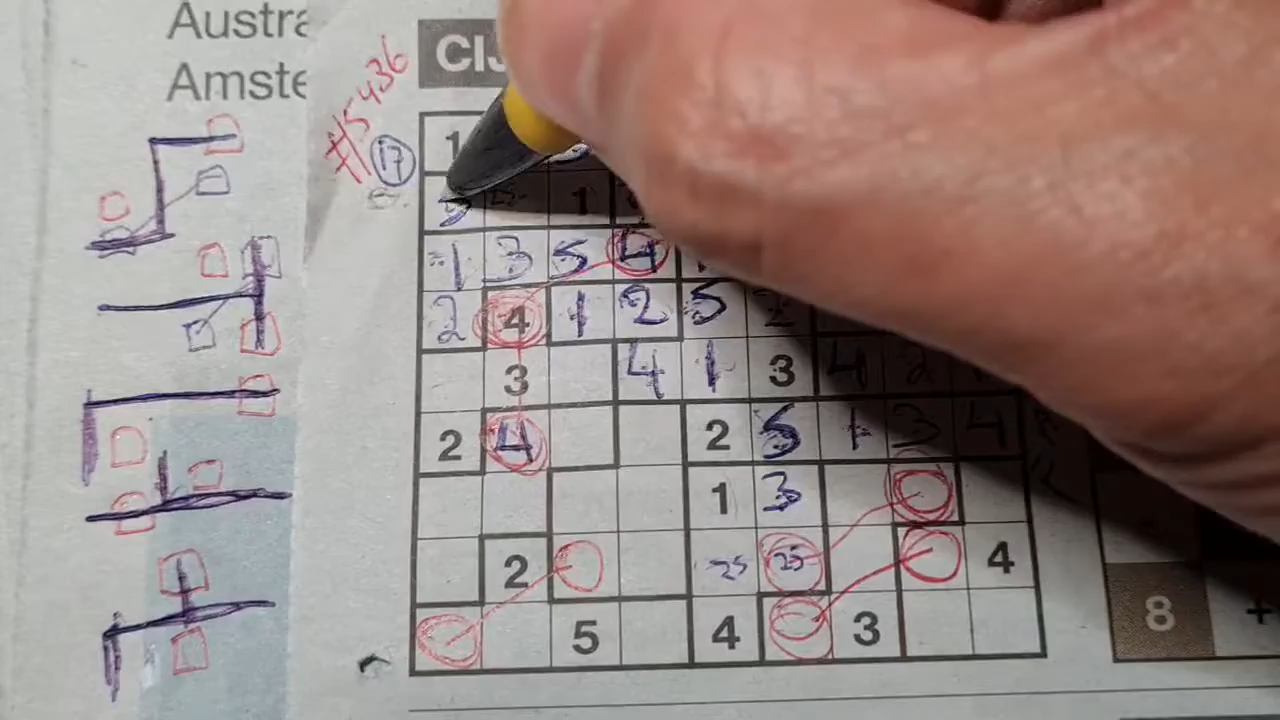 Austra
Amste
#5436
17
CIJ
1
5 25 1
1 3 5 4
2 4 1 2 5 2
3 4 1 3 4 2
2 4 2 5 1 3 4
1 3
2 25 25 4
5 4 3
8 +